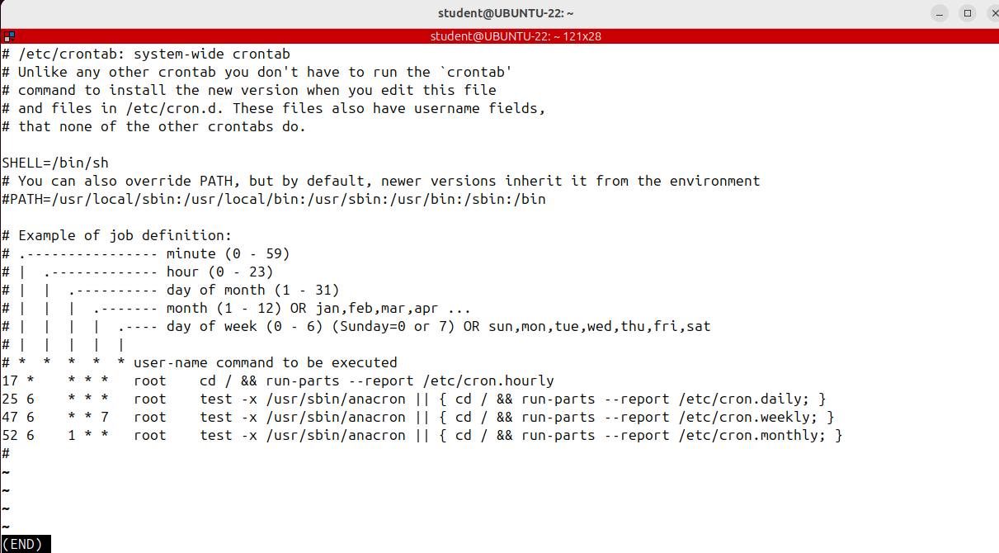 student@UBUNTU-22: ~
student@UBUNTU-22: ~ 121x28
# /etc/crontab: system-wide crontab
# Unlike any other crontab you don't have to run the `crontab'
# command to install the new version when you edit this file
# and files in /etc/cron.d. These files also have username fields,
# that none of the other crontabs do.

SHELL=/bin/sh
# You can also override PATH, but by default, newer versions inherit it from the environment
#PATH=/usr/local/sbin:/usr/local/bin:/usr/sbin:/usr/bin:/sbin:/bin

# Example of job definition:
# .---------------- minute (0 - 59)
# |  .------------- hour (0 - 23)
# |  |  .---------- day of month (1 - 31)
# |  |  |  .------- month (1 - 12) OR jan,feb,mar,apr ...
# |  |  |  |  .---- day of week (0 - 6) (Sunday=0 or 7) OR sun,mon,tue,wed,thu,fri,sat
# |  |  |  |  |
# *  *  *  *  * user-name command to be executed
17 *    * * *   root    cd / && run-parts --report /etc/cron.hourly
25 6    * * *   root    test -x /usr/sbin/anacron || { cd / && run-parts --report /etc/cron.daily; }
47 6    * * 7   root    test -x /usr/sbin/anacron || { cd / && run-parts --report /etc/cron.weekly; }
52 6    1 * *   root    test -x /usr/sbin/anacron || { cd / && run-parts --report /etc/cron.monthly; }
#
~
~
~
~
(END)